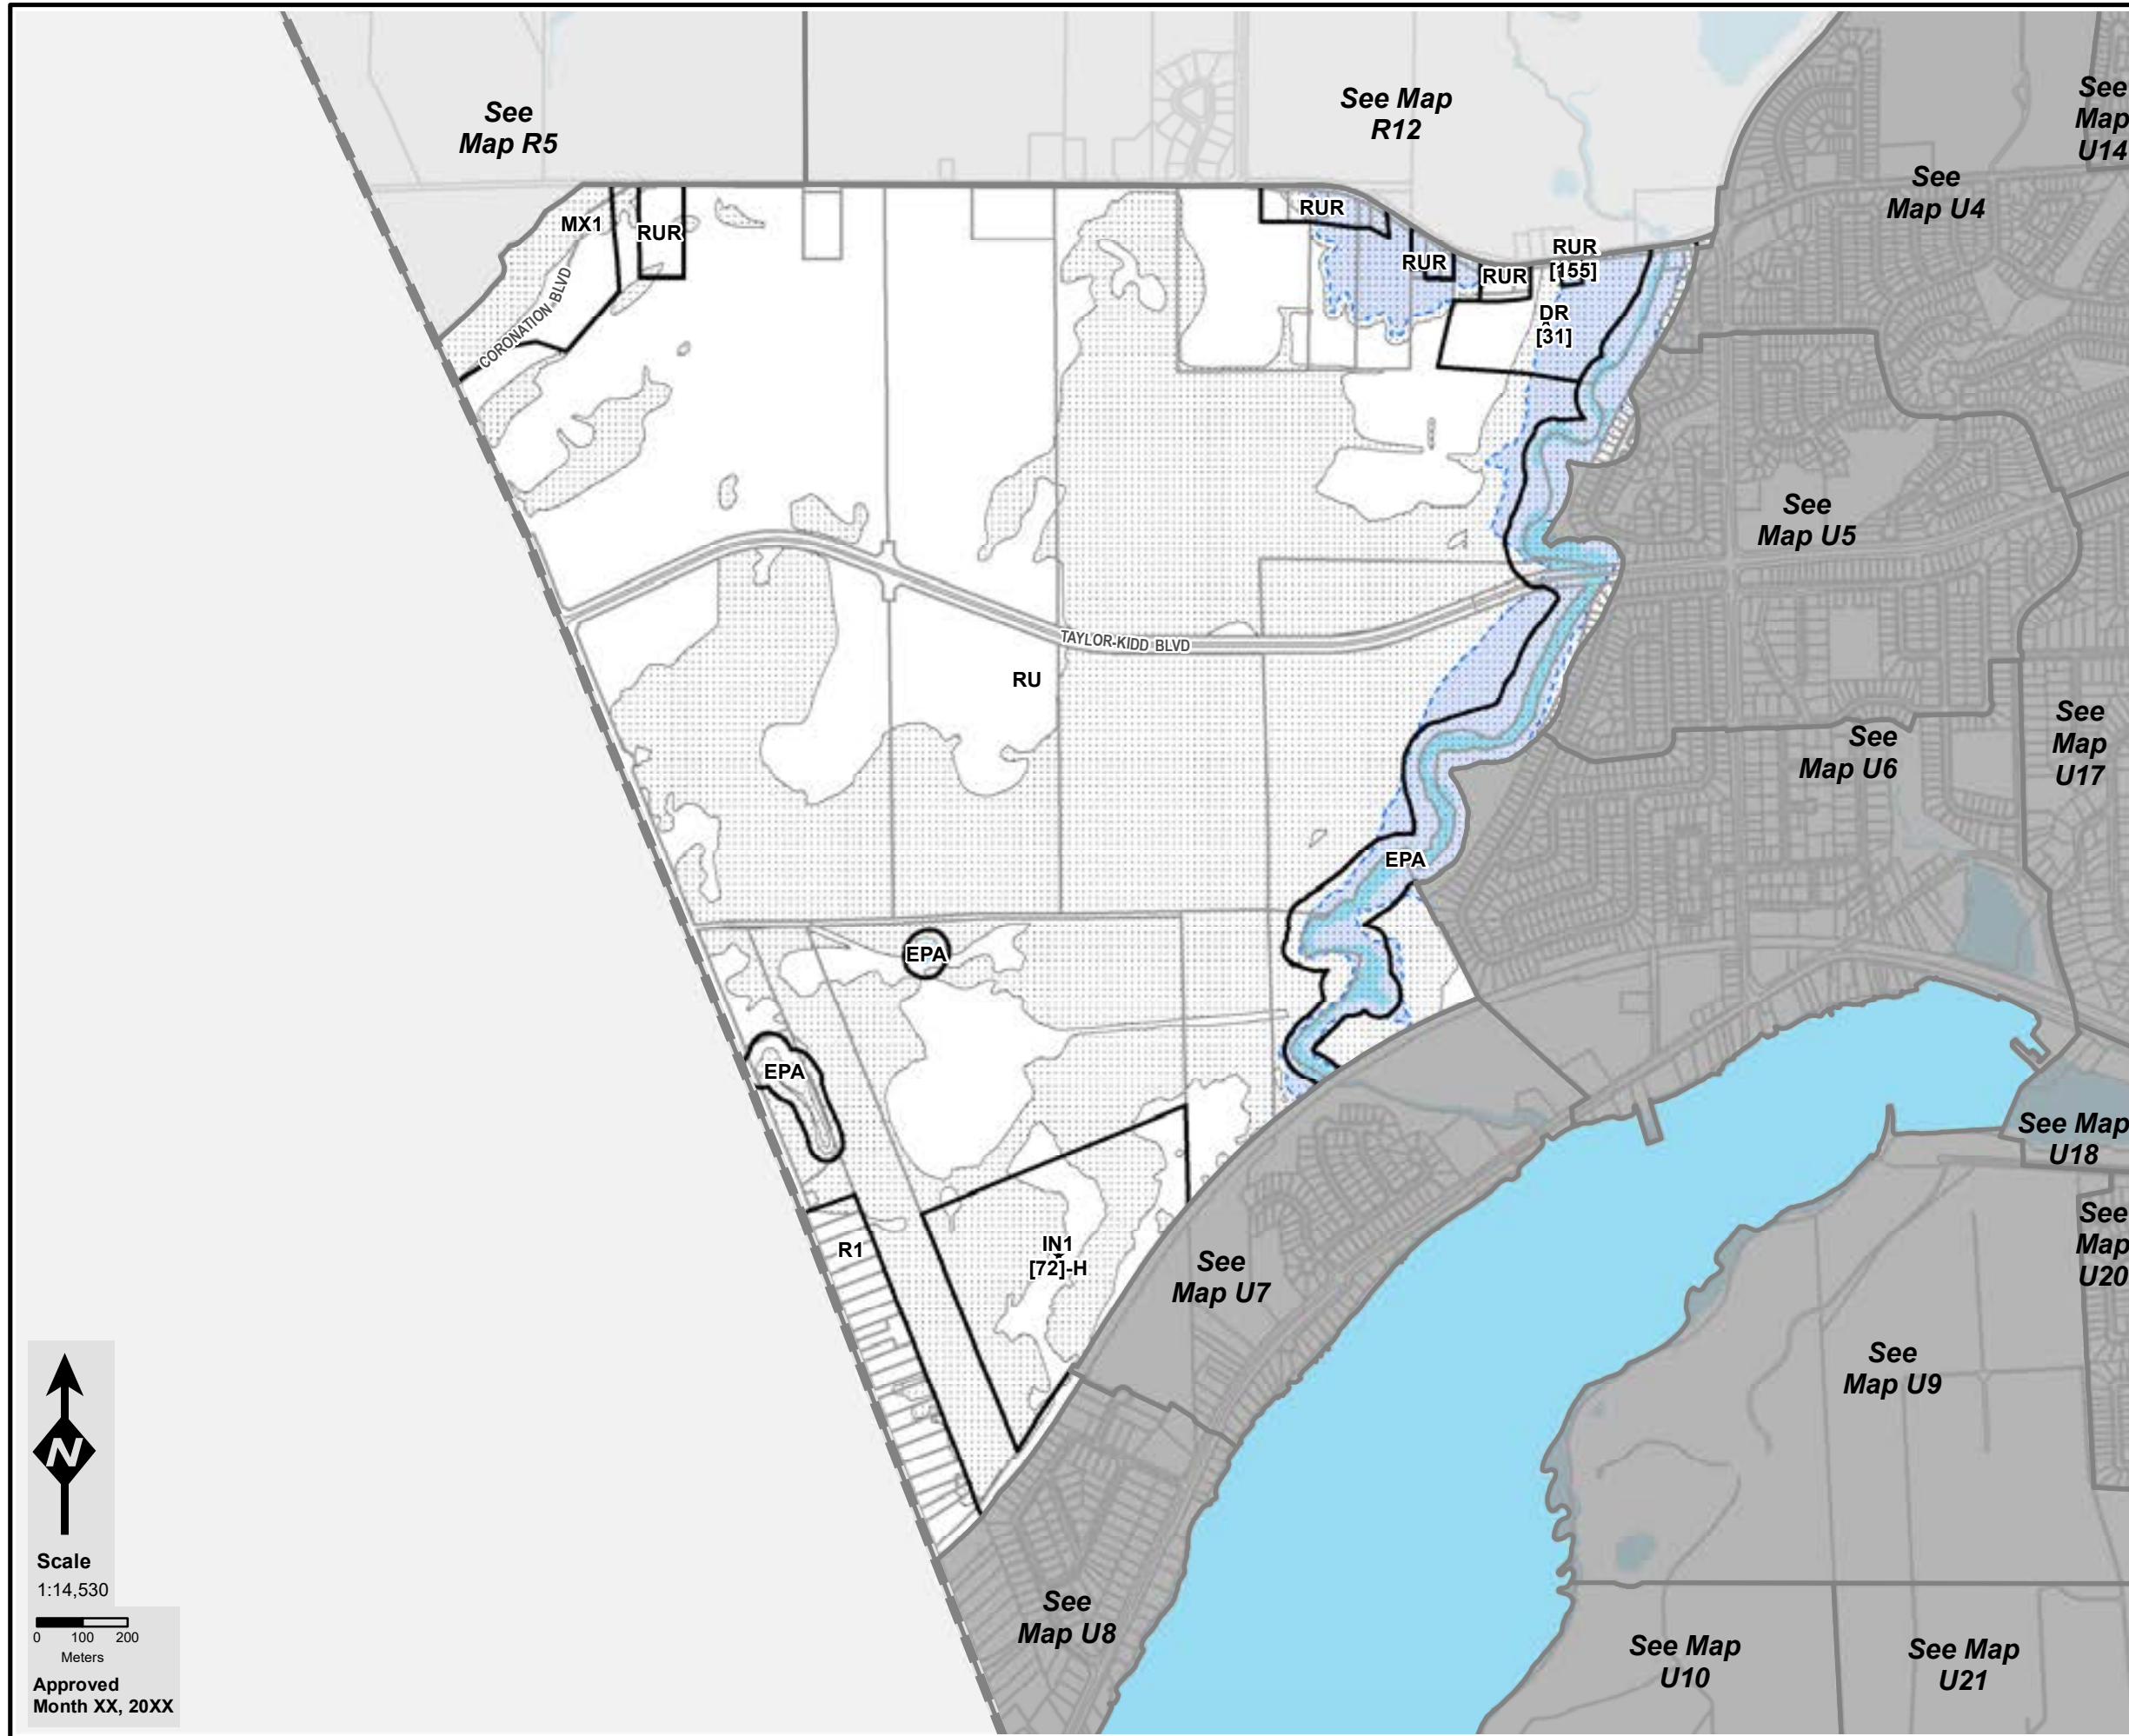 See
Map R5
See Map
R12
See
Map
U14
See
Map U4
MX1
RUR
RUR
RUR
RUR
RUR
[155]
DR
[31]
CORONATION BLVD
See
Map U5
TAYLOR-KIDD BLVD
RU
See
Map U6
See
Map
U17
EPA
EPA
EPA
See Map
U18
R1
IN1
[72]-H
See
Map U7
See
Map
U20
See
Map U9
See
Map U8
See Map
U10
See Map
U21
N
Scale
1:14,530
0 100 200
Meters
Approved
Month XX, 20XX